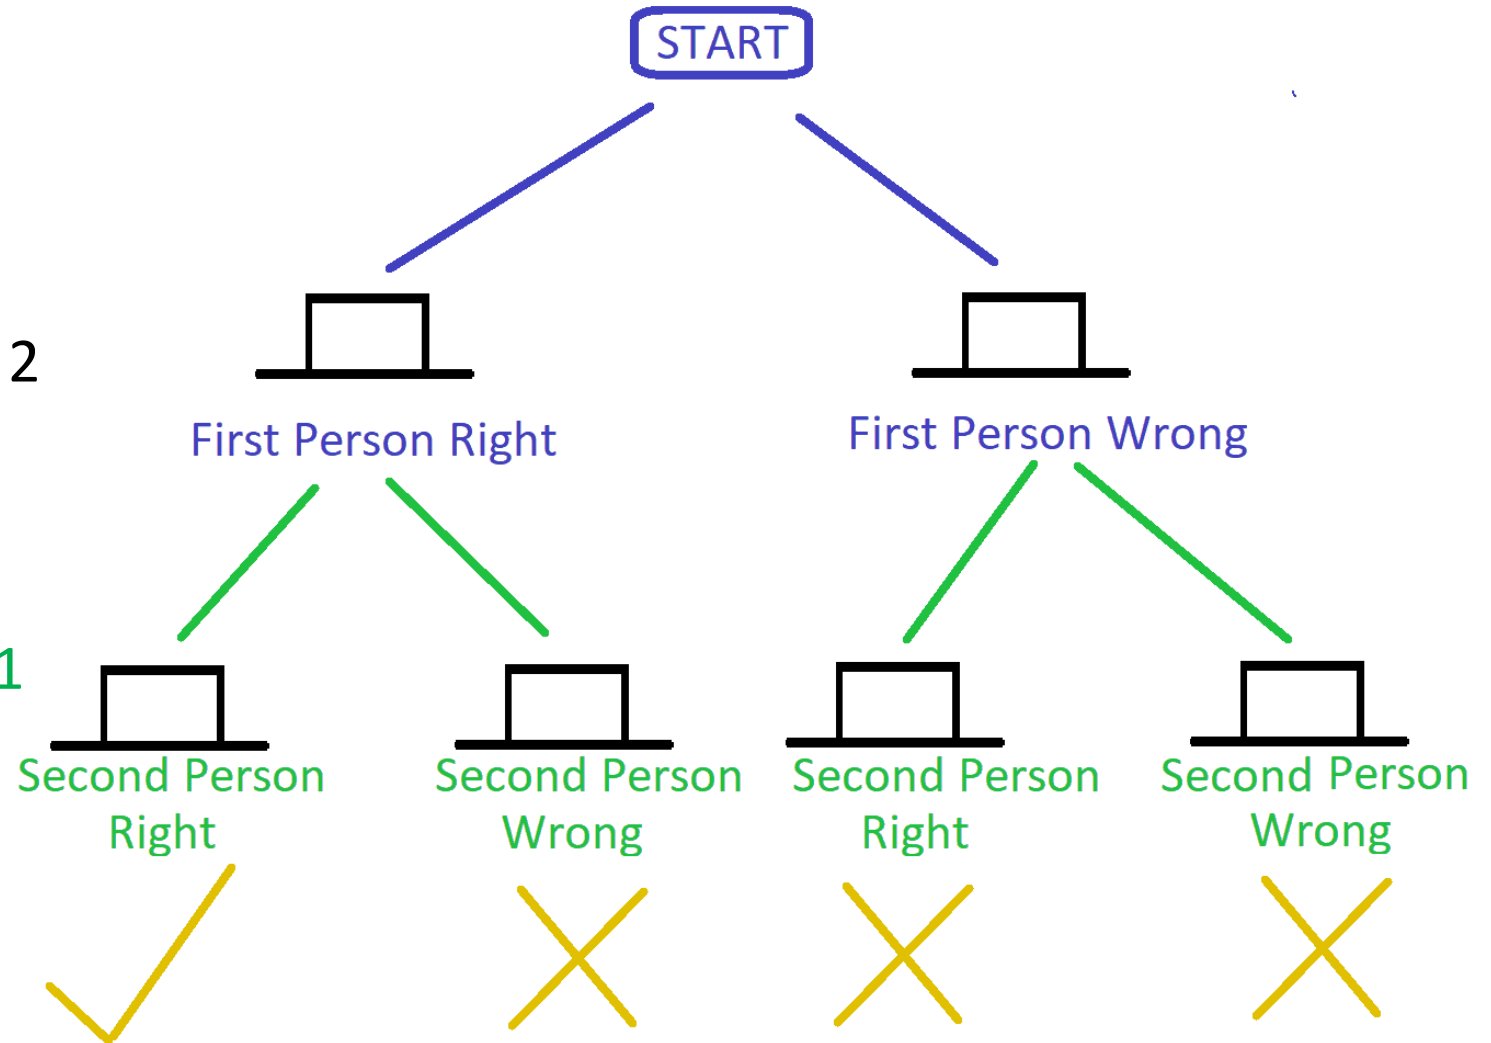 START
2
First Person Right
First Person Wrong
1
Second Person
Right
Second Person
Wrong
Second Person
Right
Second Person
Wrong